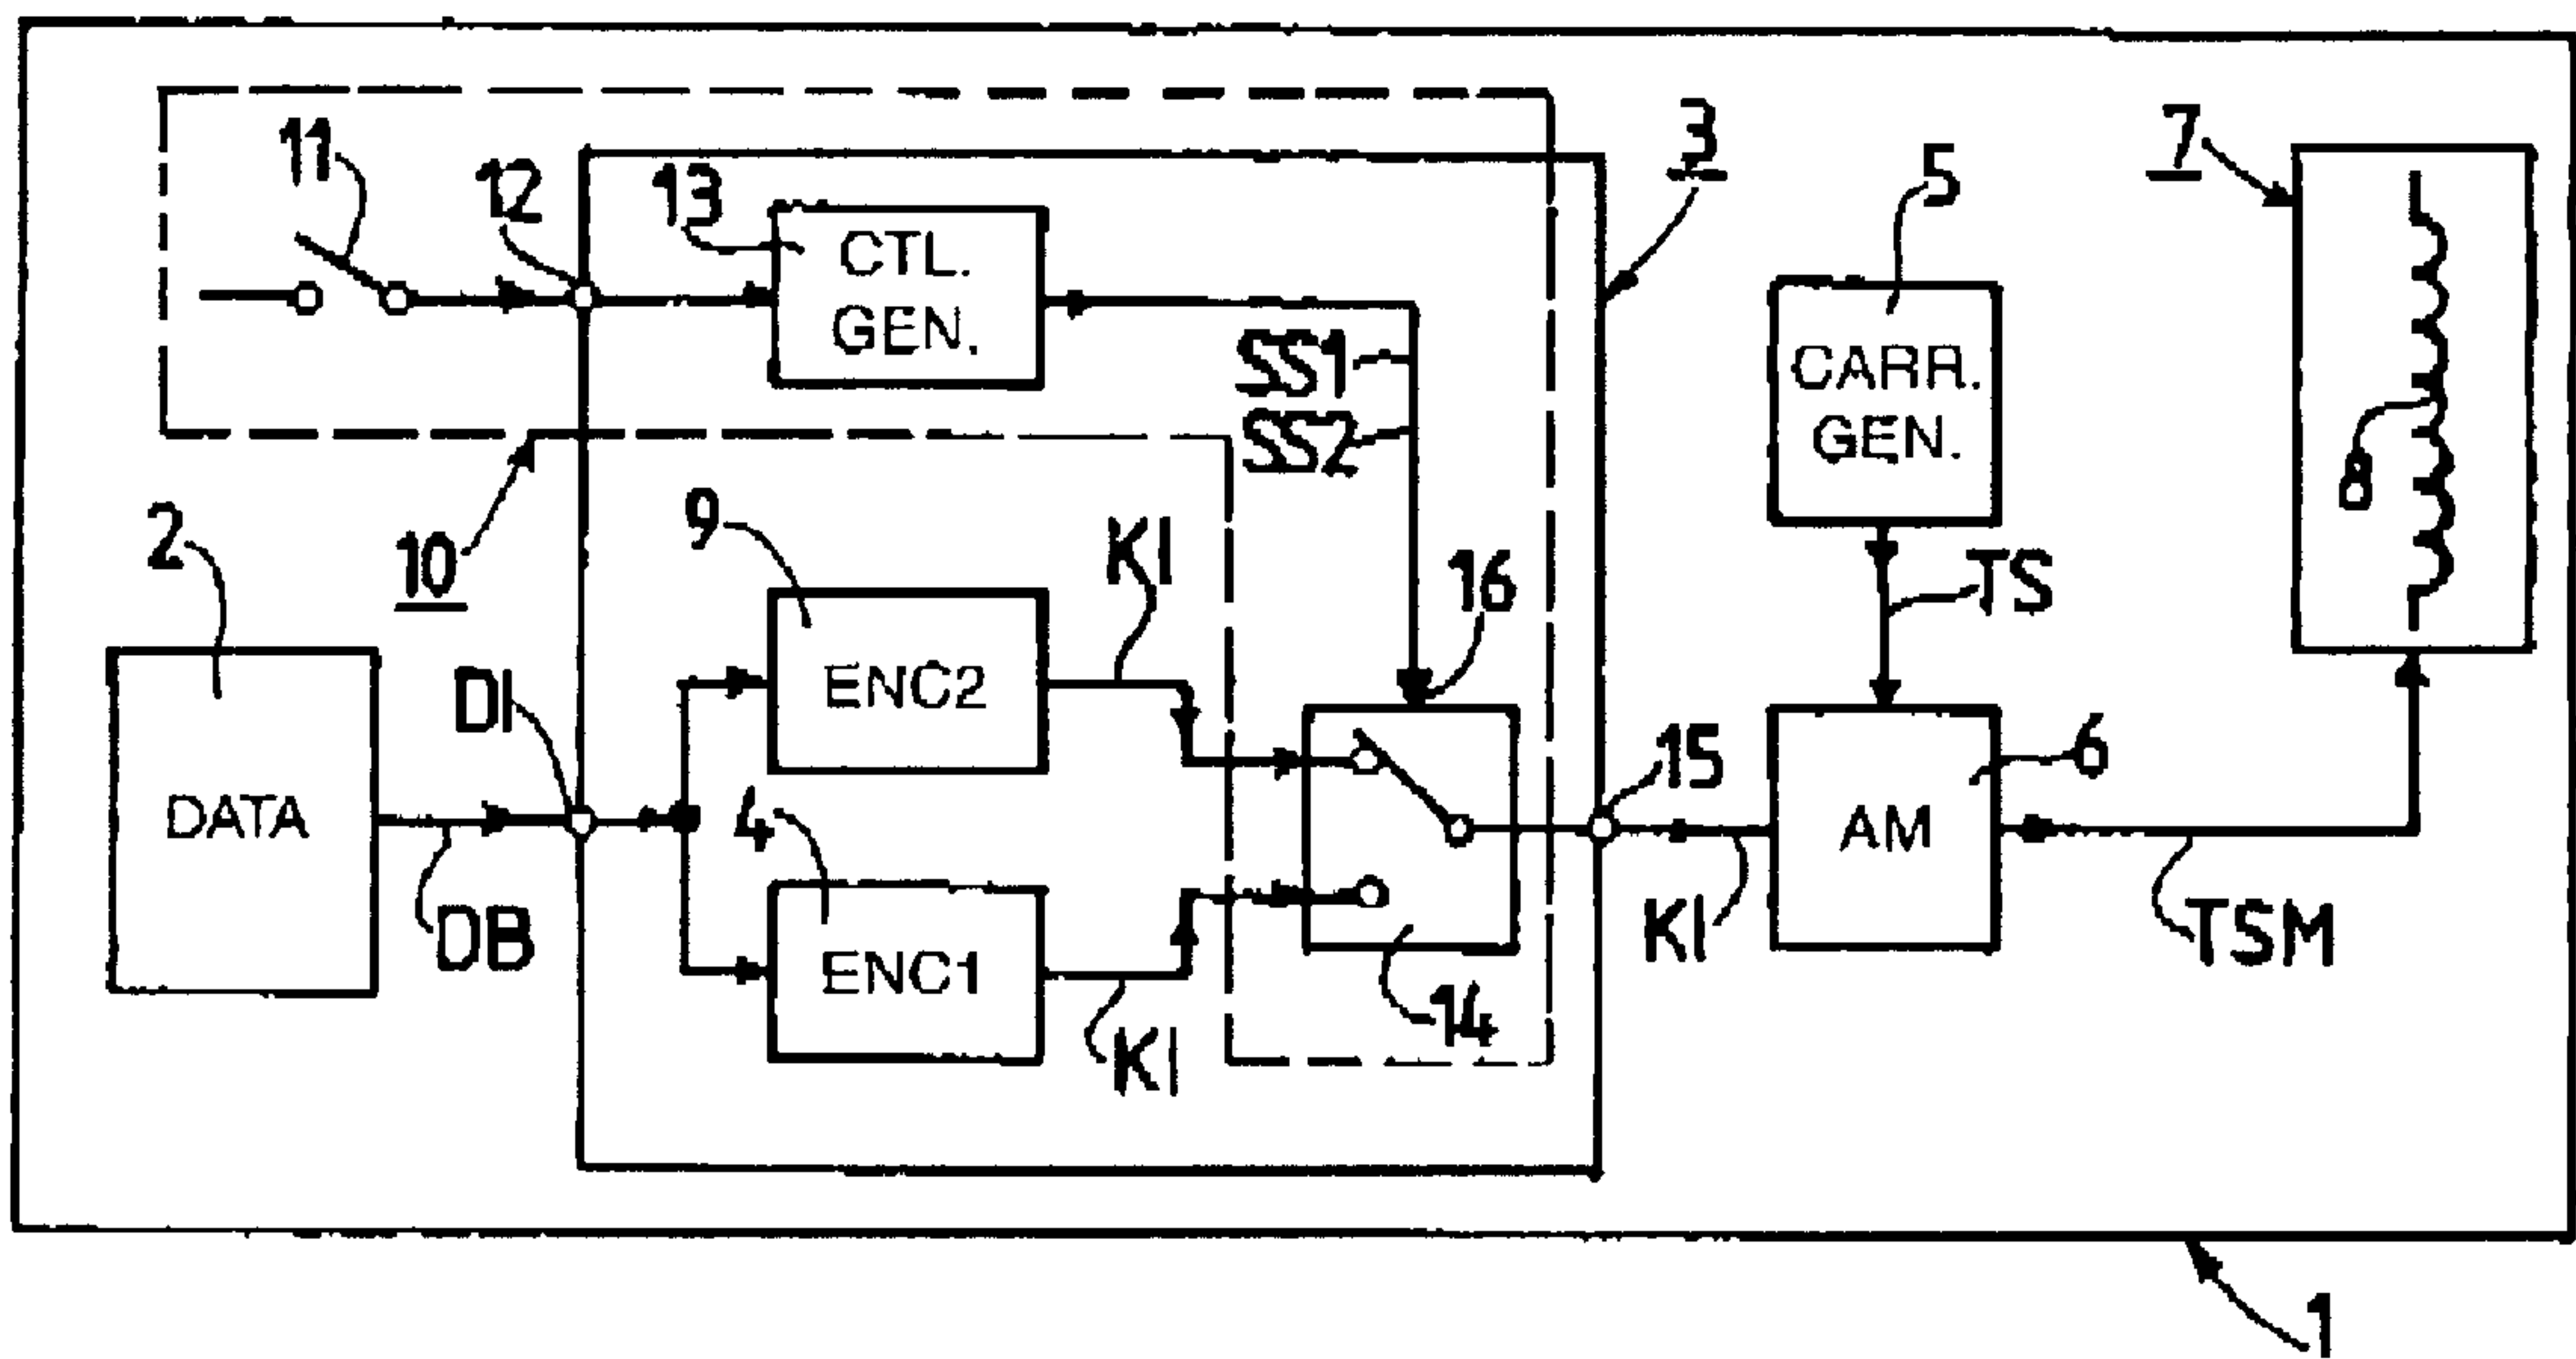 11
12
13
CTL.
GEN.
3
5
7
SS1
SS2
CARR.
GEN.
8
2
10
9
KI
16
TS
DATA
DI
ENC2
15
6
DB
4
ENC1
AM
KI
TSM
14
KI
1